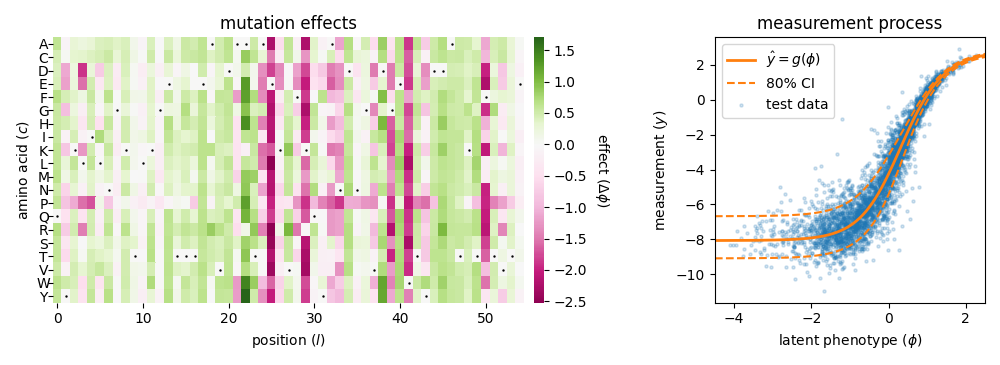 mutation effects
amino acid (c)
A
C
D
E
F
G
H
I
K
L
M
N
P
Q
R
S
T
V
W
Y
0
10
20
30
40
50
position (l)
1.5
1.0
0.5
0.0
−0.5
−1.0
−1.5
−2.0
−2.5
effect (Δϕ)
measurement process
measurement (y)
2
0
−2
−4
−6
−8
−10
ŷ = g(ϕ)
80% CI
test data
−4
−2
0
2
latent phenotype (ϕ)